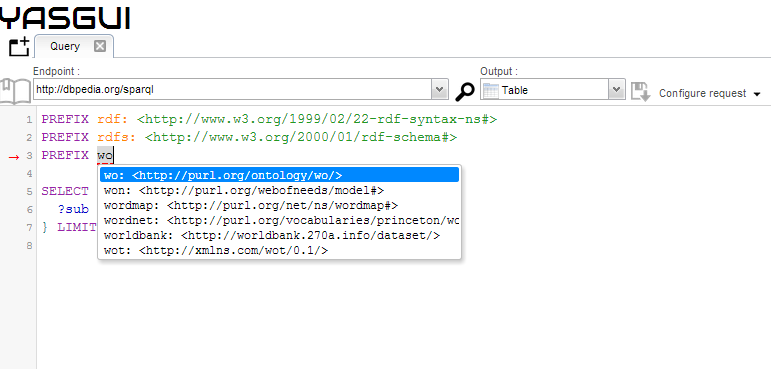 YASGUI
Query
Endpoint :
Output :
http://dbpedia.org/sparql
Table
Configure request
1 PREFIX rdf: <http://www.w3.org/1999/02/22-rdf-syntax-ns#>
2 PREFIX rdfs: <http://www.w3.org/2000/01/rdf-schema#>
→ 3 PREFIX wo
4
wo: <http://purl.org/ontology/wo/>
5 SELECT
won: <http://purl.org/webofneeds/model#>
wordmap: <http://purl.org/net/ns/wordmap#>
6 ?sub
wordnet: <http://purl.org/vocabularies/princeton/wo
7 } LIMIT
worldbank: <http://worldbank.270a.info/dataset/>
8
wot: <http://xmlns.com/wot/0.1/>